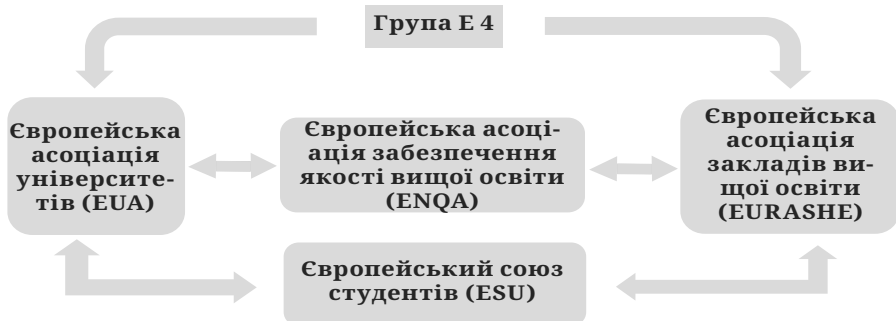 Група Е 4
Європейська
асоціація
університе-
тів (EUA)
Європейська асоці-
ація забезпечення
якості вищої освіти
(ENQA)
Європейська
асоціація
закладів ви-
щої освіти
(EURASHE)
Європейський союз
студентів (ESU)